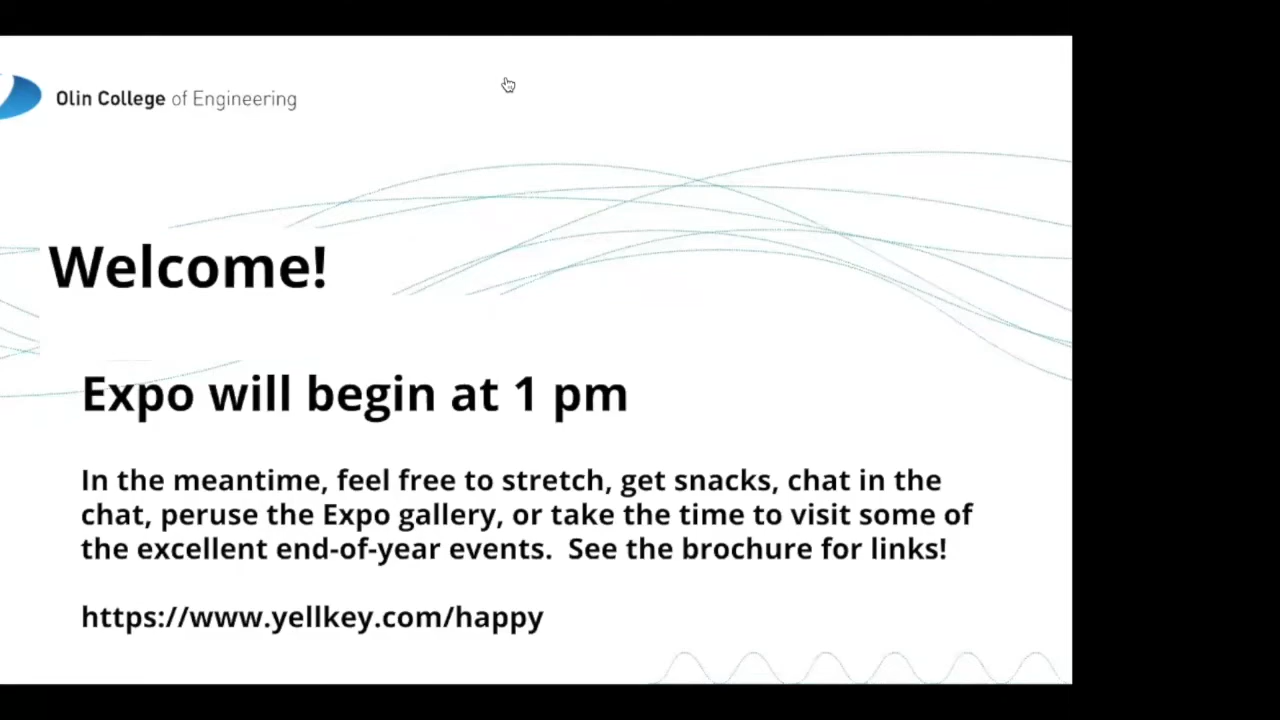 Olin College of Engineering
Welcome!
Expo will begin at 1 pm
In the meantime, feel free to stretch, get snacks, chat in the
chat, peruse the Expo gallery, or take the time to visit some of
the excellent end-of-year events.  See the brochure for links!
https://www.yellkey.com/happy